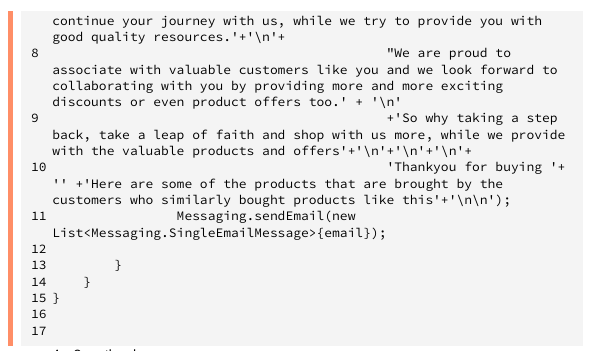 continue your journey with us, while we try to provide you with
good quality resources.'+'\n'+
8 "We are proud to
associate with valuable customers like you and we look forward to
collaborating with you by providing more and more exciting
discounts or even product offers too.' + '\n'
9 +'So why taking a step
back, take a leap of faith and shop with us more, while we provide
with the valuable products and offers'+'\n'+'\n'+'\n'+
10 'Thankyou for buying '+
'' +'Here are some of the products that are brought by the
customers who similarly bought products like this'+'\n\n');
11 Messaging.sendEmail(new
List<Messaging.SingleEmailMessage>{email});
12
13 }
14 }
15 }
16
17